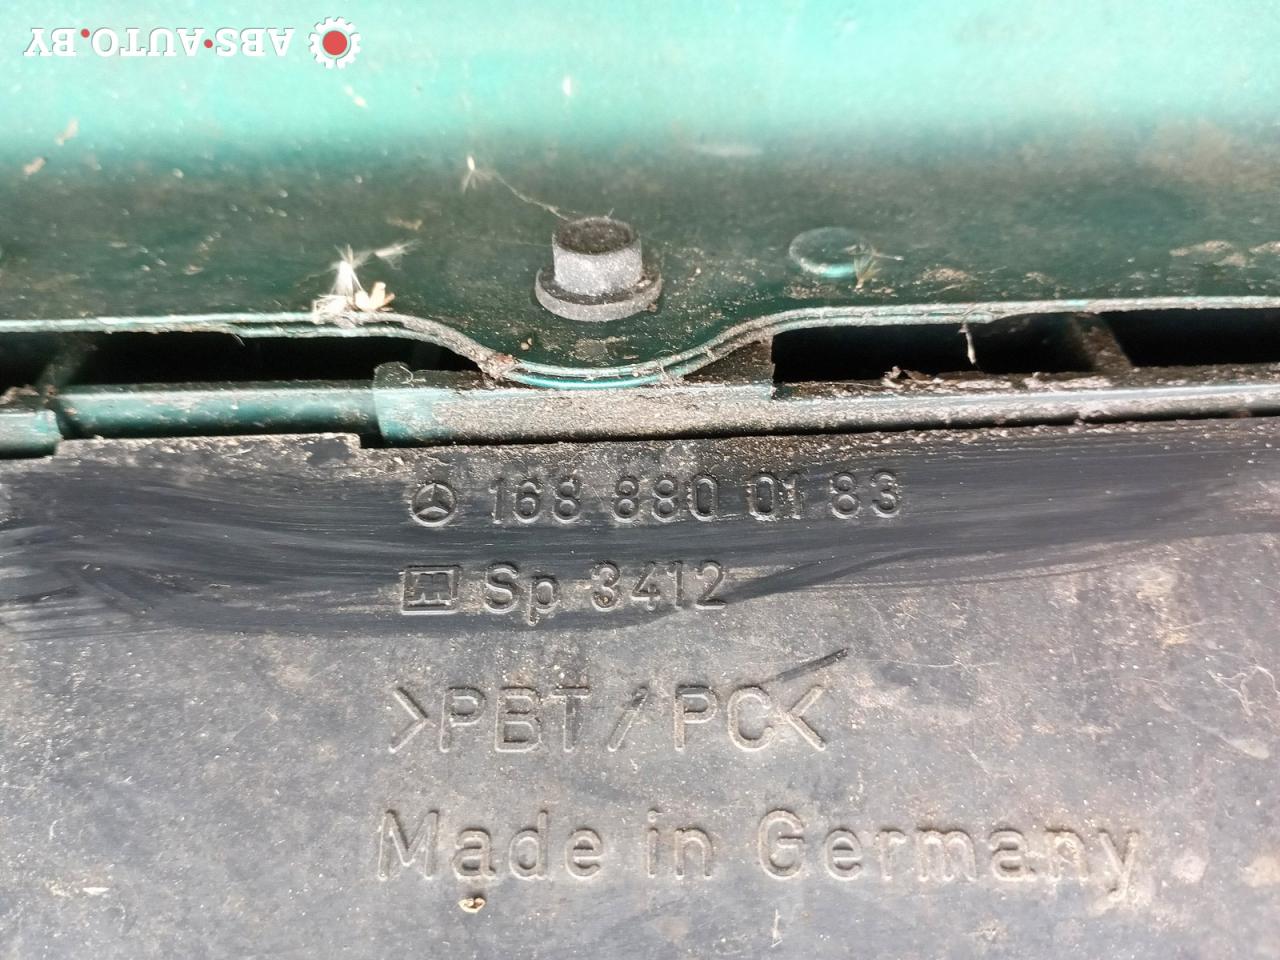 ABS-AUTO.BY
168 880 01 83
Sp 3412
>PBT/PC<
Made in Germany